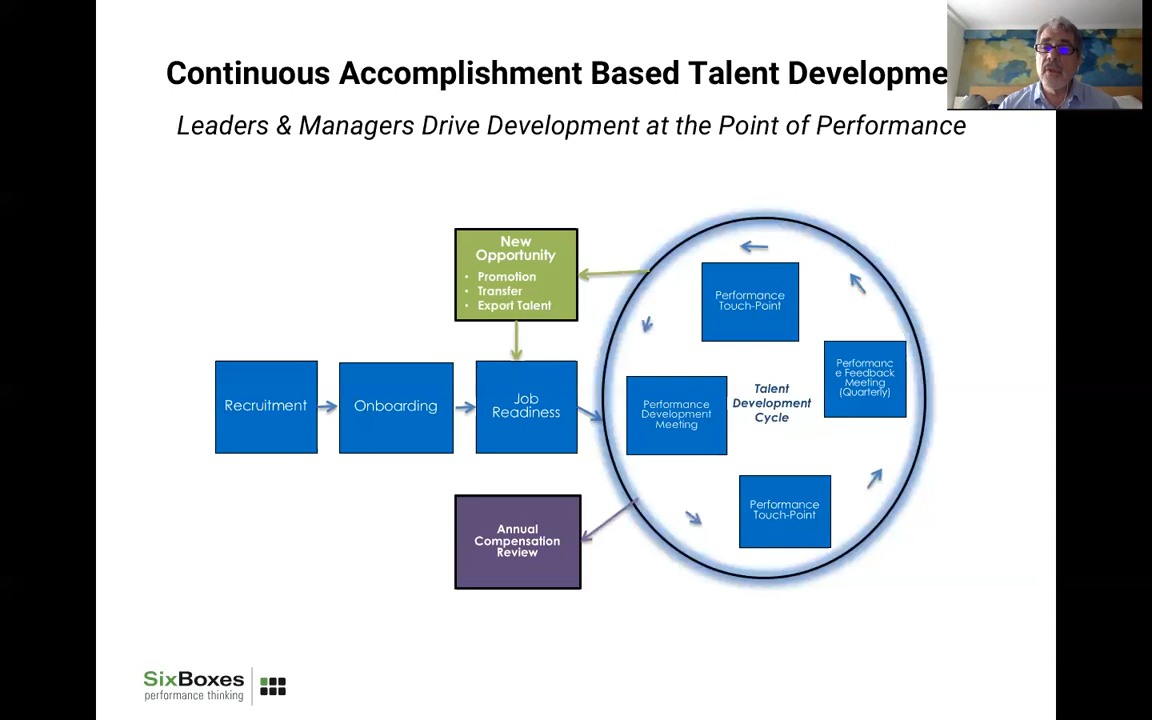 Continuous Accomplishment Based Talent Developme
Leaders & Managers Drive Development at the Point of Performance
New
Opportunity
• Promotion
• Transfer
• Export Talent
Recruitment
Onboarding
Job
Readiness
Annual
Compensation
Review
Performance
Touch-Point
Performanc
e Feedback
Meeting
(Quarterly)
Talent
Development
Cycle
Performance
Development
Meeting
Performance
Touch-Point
SixBoxes
performance thinking